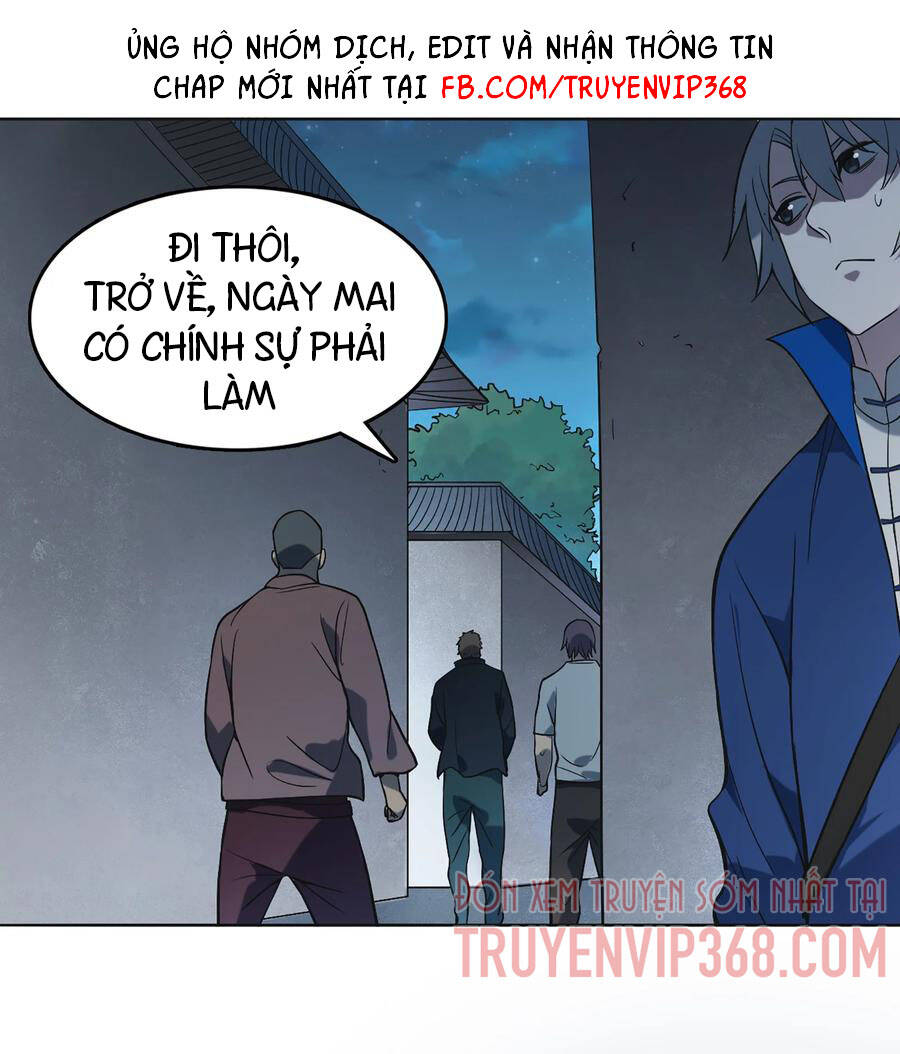 ỦNG HỘ NHÓM DỊCH, EDIT VÀ NHẬN THÔNG TIN
CHAP MỚI NHẤT TẠI FB.COM/TRUYENVIP368
ĐI THÔI,
TRỞ VỀ, NGÀY MAI
CÓ CHÍNH SỰ PHẢI
LÀM
ĐÓN XEM TRUYỆN SỚM NHẤT TẠI
TRUYENVIP368.COM